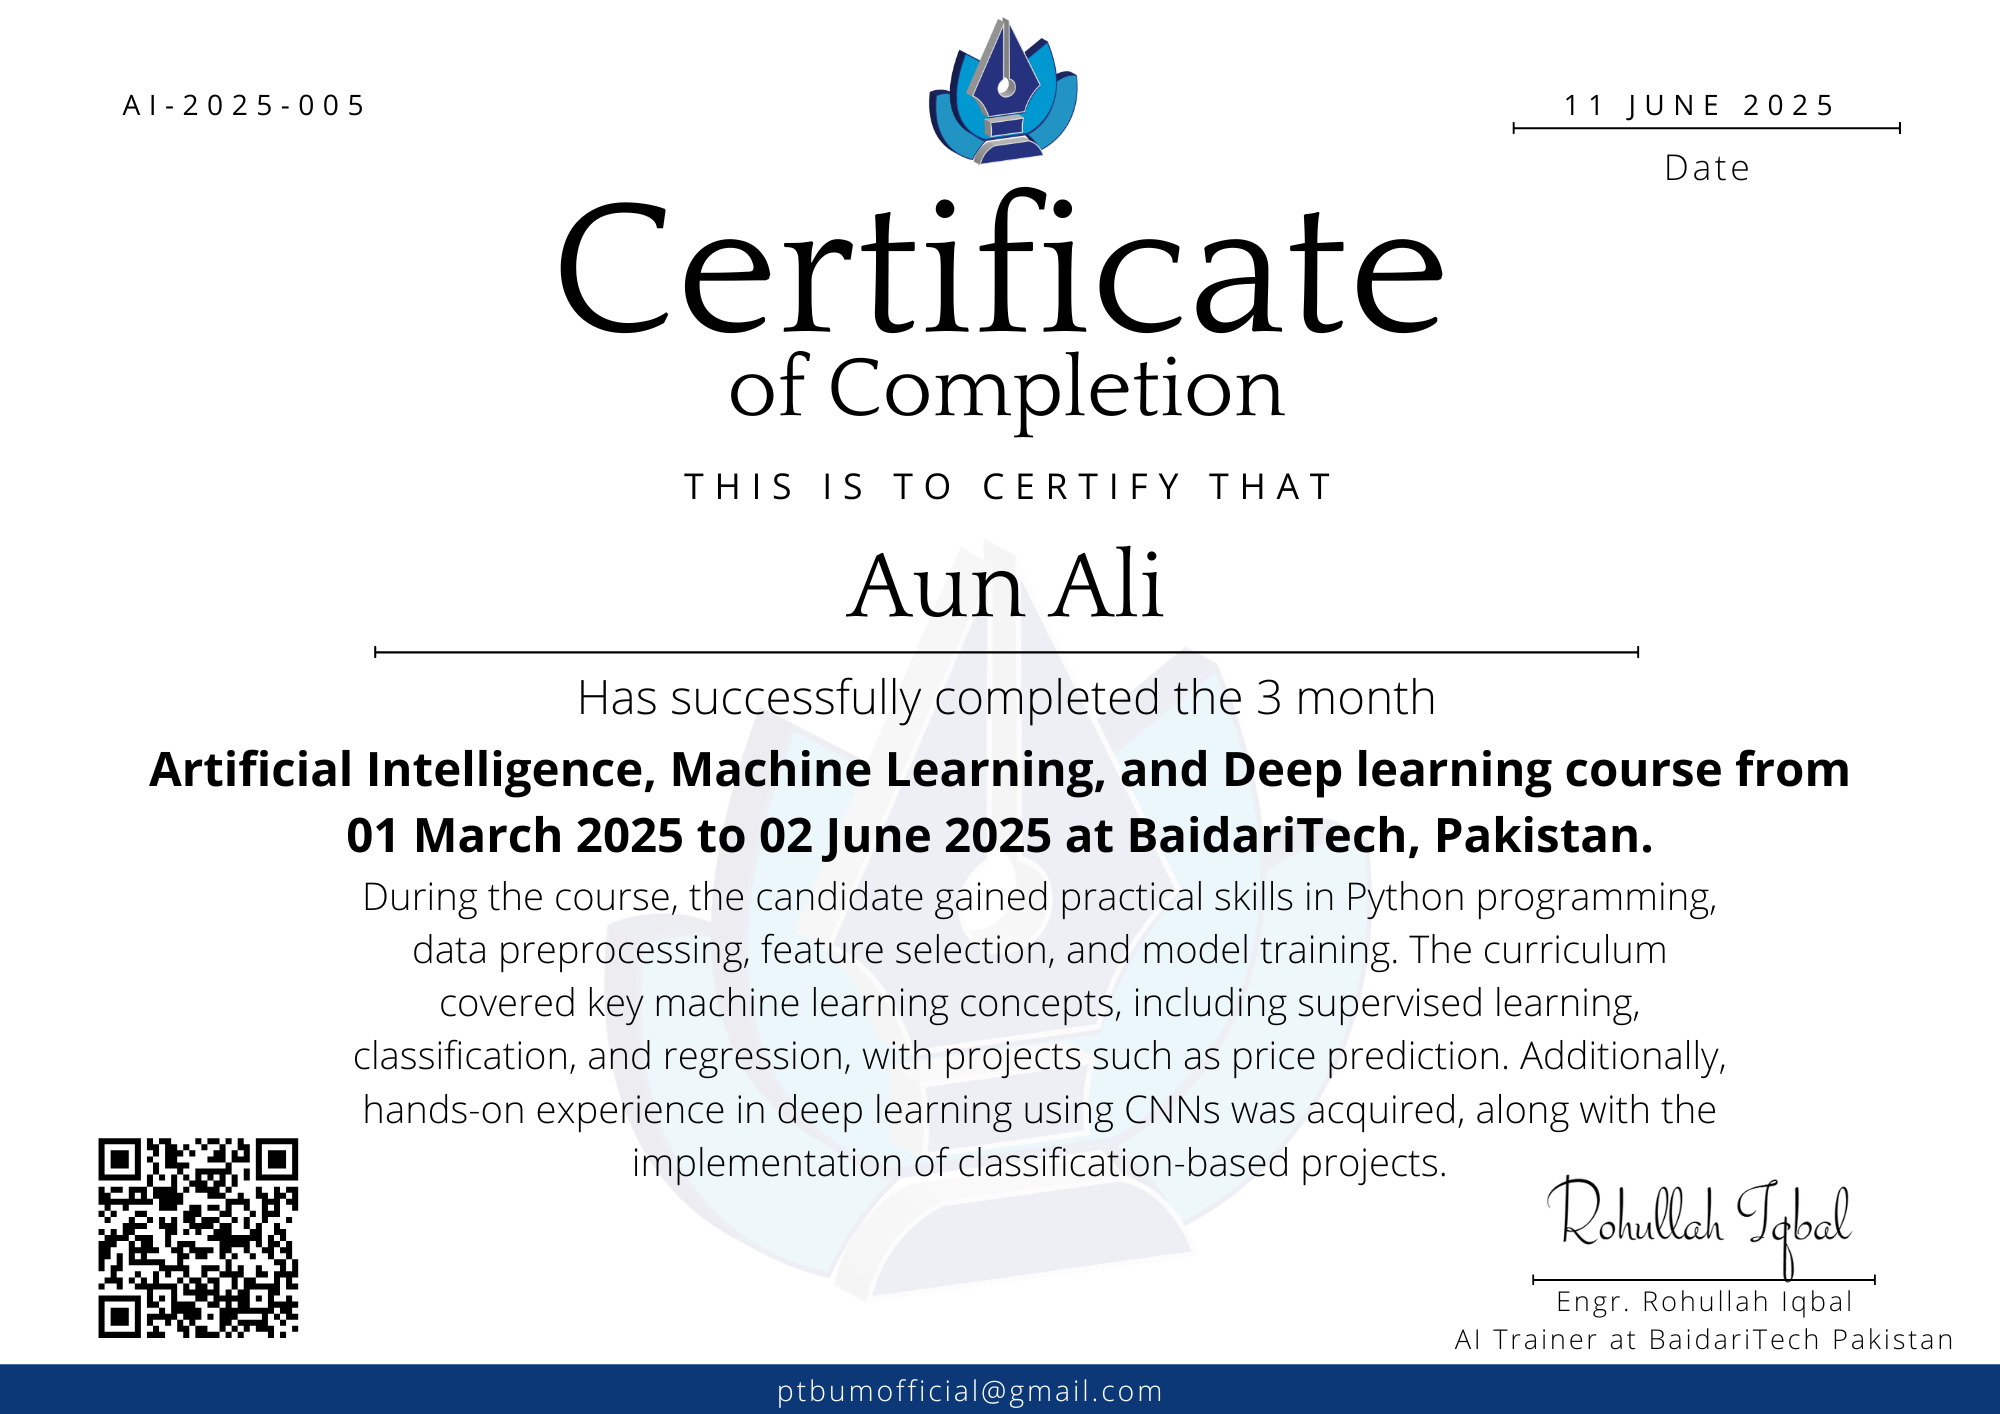 AI-2025-005
11 JUNE 2025
Date
Certificate
of Completion
THIS IS TO CERTIFY THAT
Aun Ali
Has successfully completed the 3 month
Artificial Intelligence, Machine Learning, and Deep learning course from
01 March 2025 to 02 June 2025 at BaidariTech, Pakistan.
During the course, the candidate gained practical skills in Python programming,
data preprocessing, feature selection, and model training. The curriculum
covered key machine learning concepts, including supervised learning,
classification, and regression, with projects such as price prediction. Additionally,
hands-on experience in deep learning using CNNs was acquired, along with the
implementation of classification-based projects.
Rohullah Iqbal
Engr. Rohullah Iqbal
AI Trainer at BaidariTech Pakistan
ptbumofficial@gmail.com